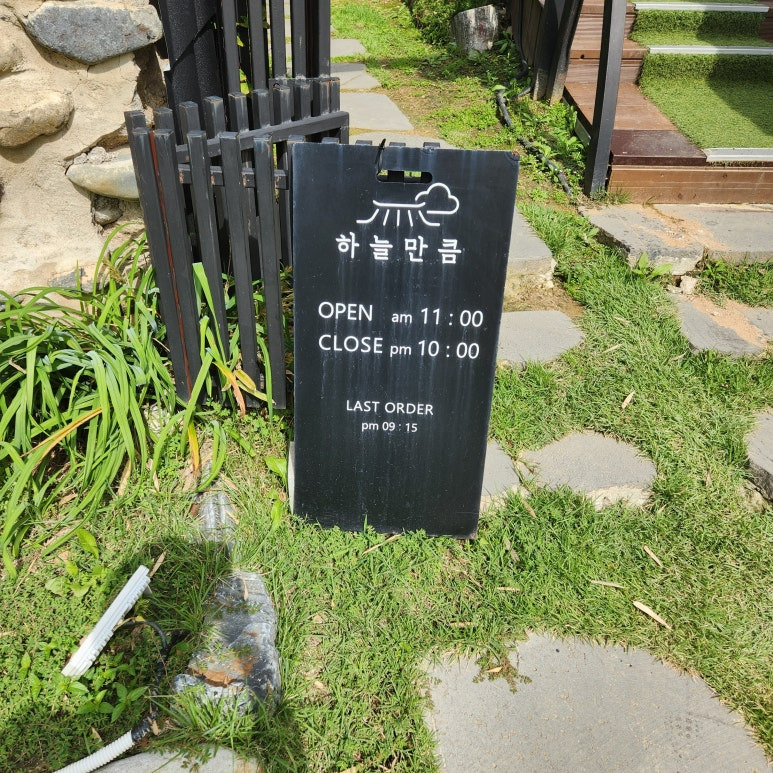 하늘만큼
OPEN am 11 : 00
CLOSE pm 10 : 00
LAST ORDER
pm 09 : 15